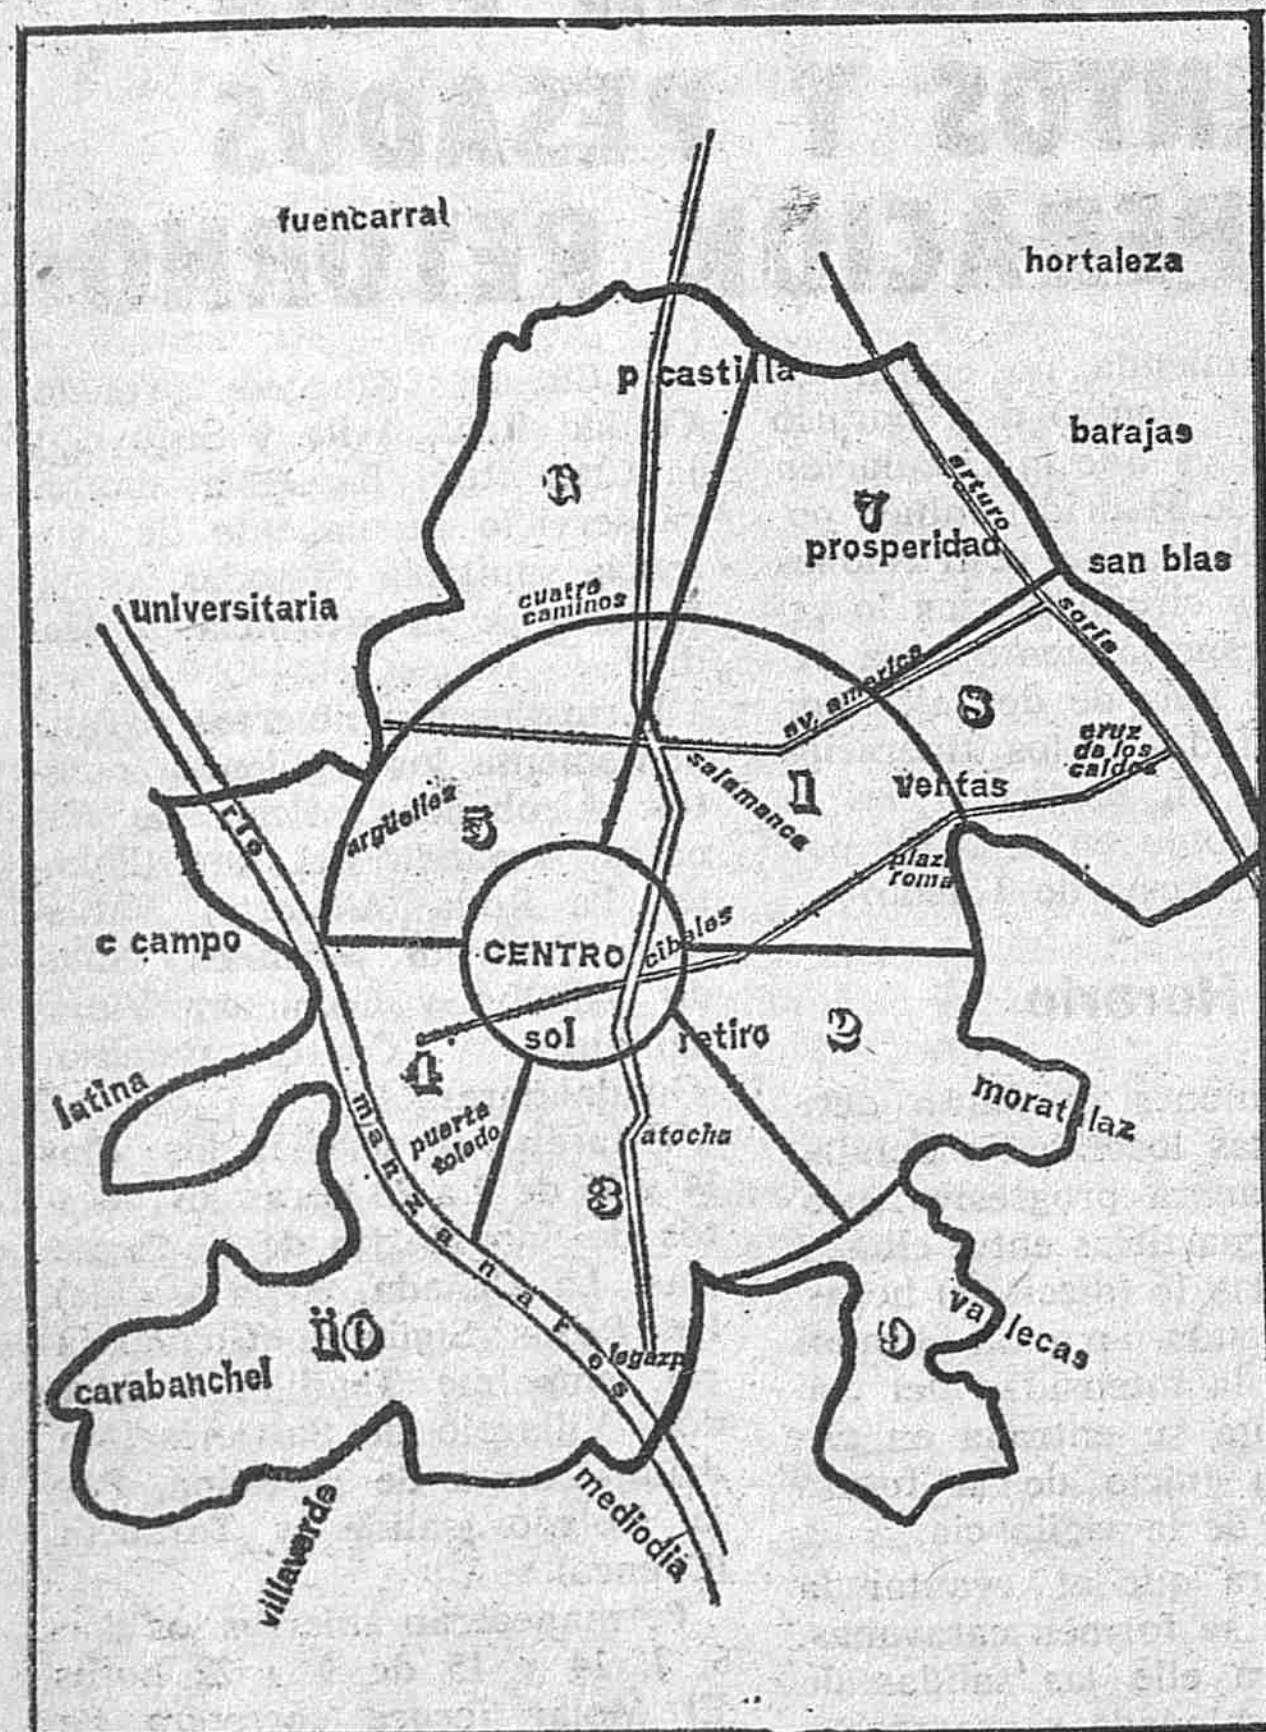 fuencarral
hortaleza
p castilla
barajas
6
7
arturo
prosperidad
san blas
cuatro
caminos
universitaria
soria
av. america
8
cruz
de los
caidos
salamanca
1
ventas
argüelles
5
rio
plaza
roma
c campo
CENTRO
cibeles
sol
retiro
2
4
latina
moratalaz
manzanares
puerta
toledo
atocha
3
vallecas
10
9
legazpi
carabanchel
mediodia
villaverde